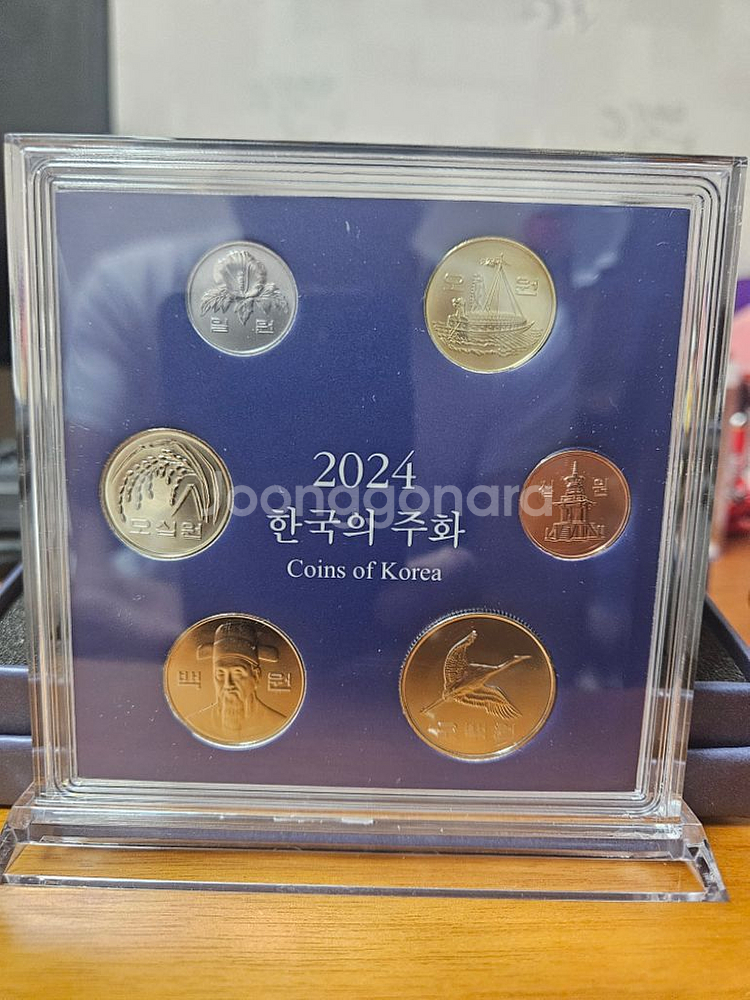 일 원
오 원
오십원
2024
한국의 주화
Coins of Korea
십 원
백 원
오백원
joonggonara